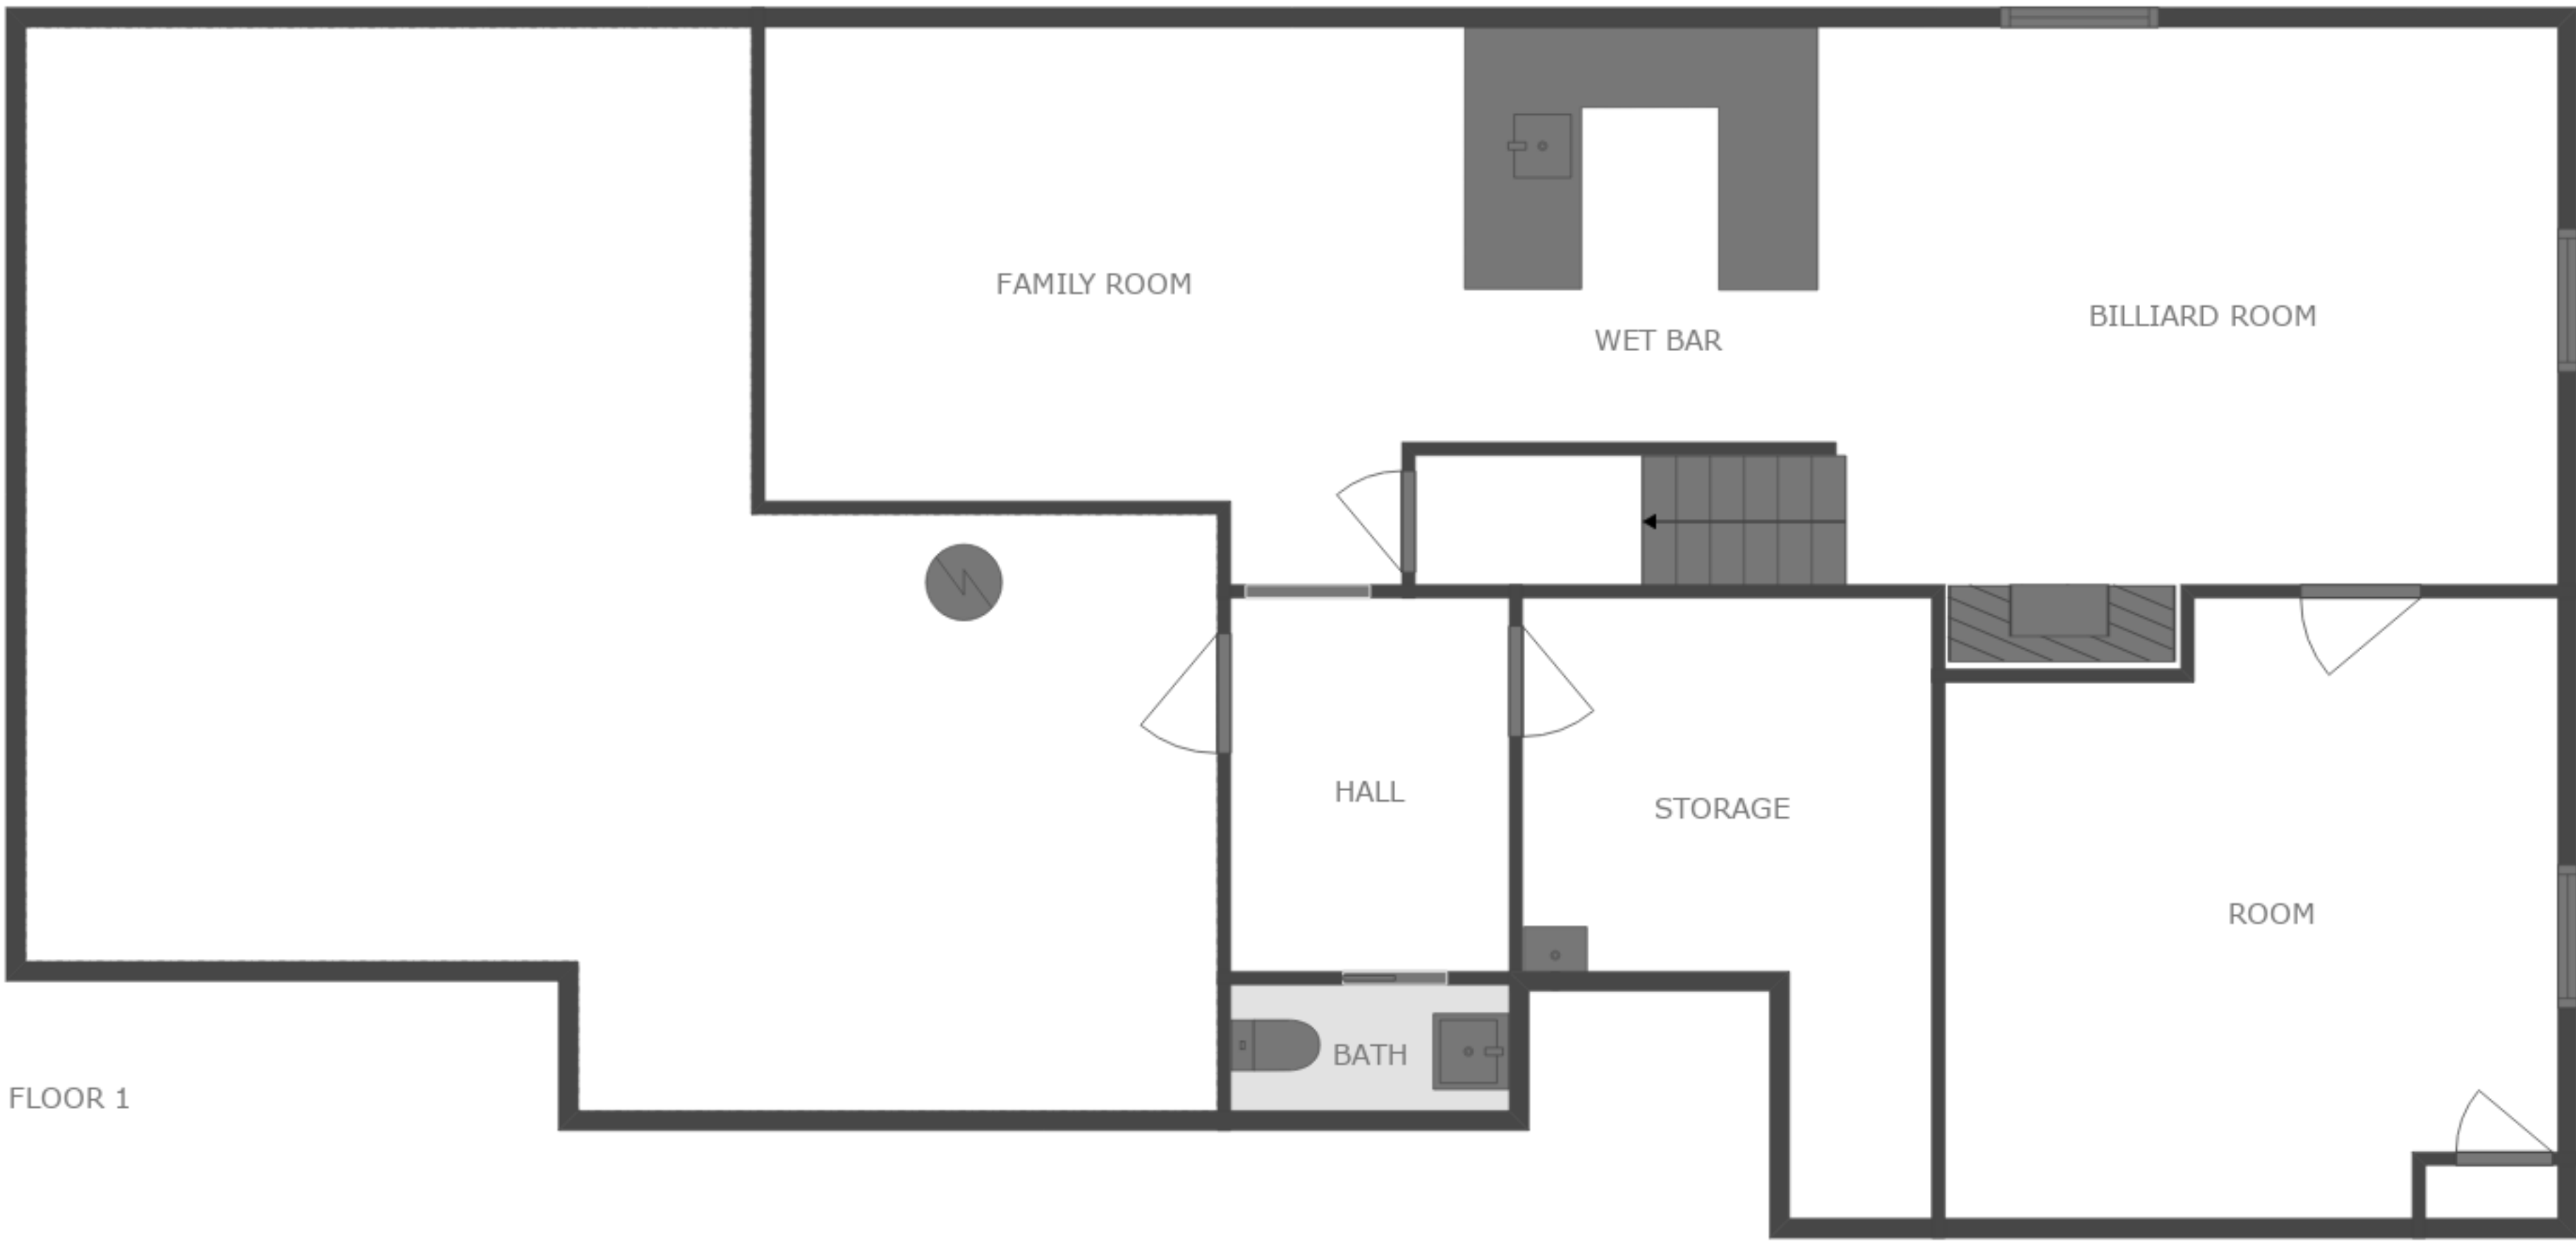 FAMILY ROOM
BILLIARD ROOM
WET BAR
HALL
STORAGE
ROOM
BATH
FLOOR 1